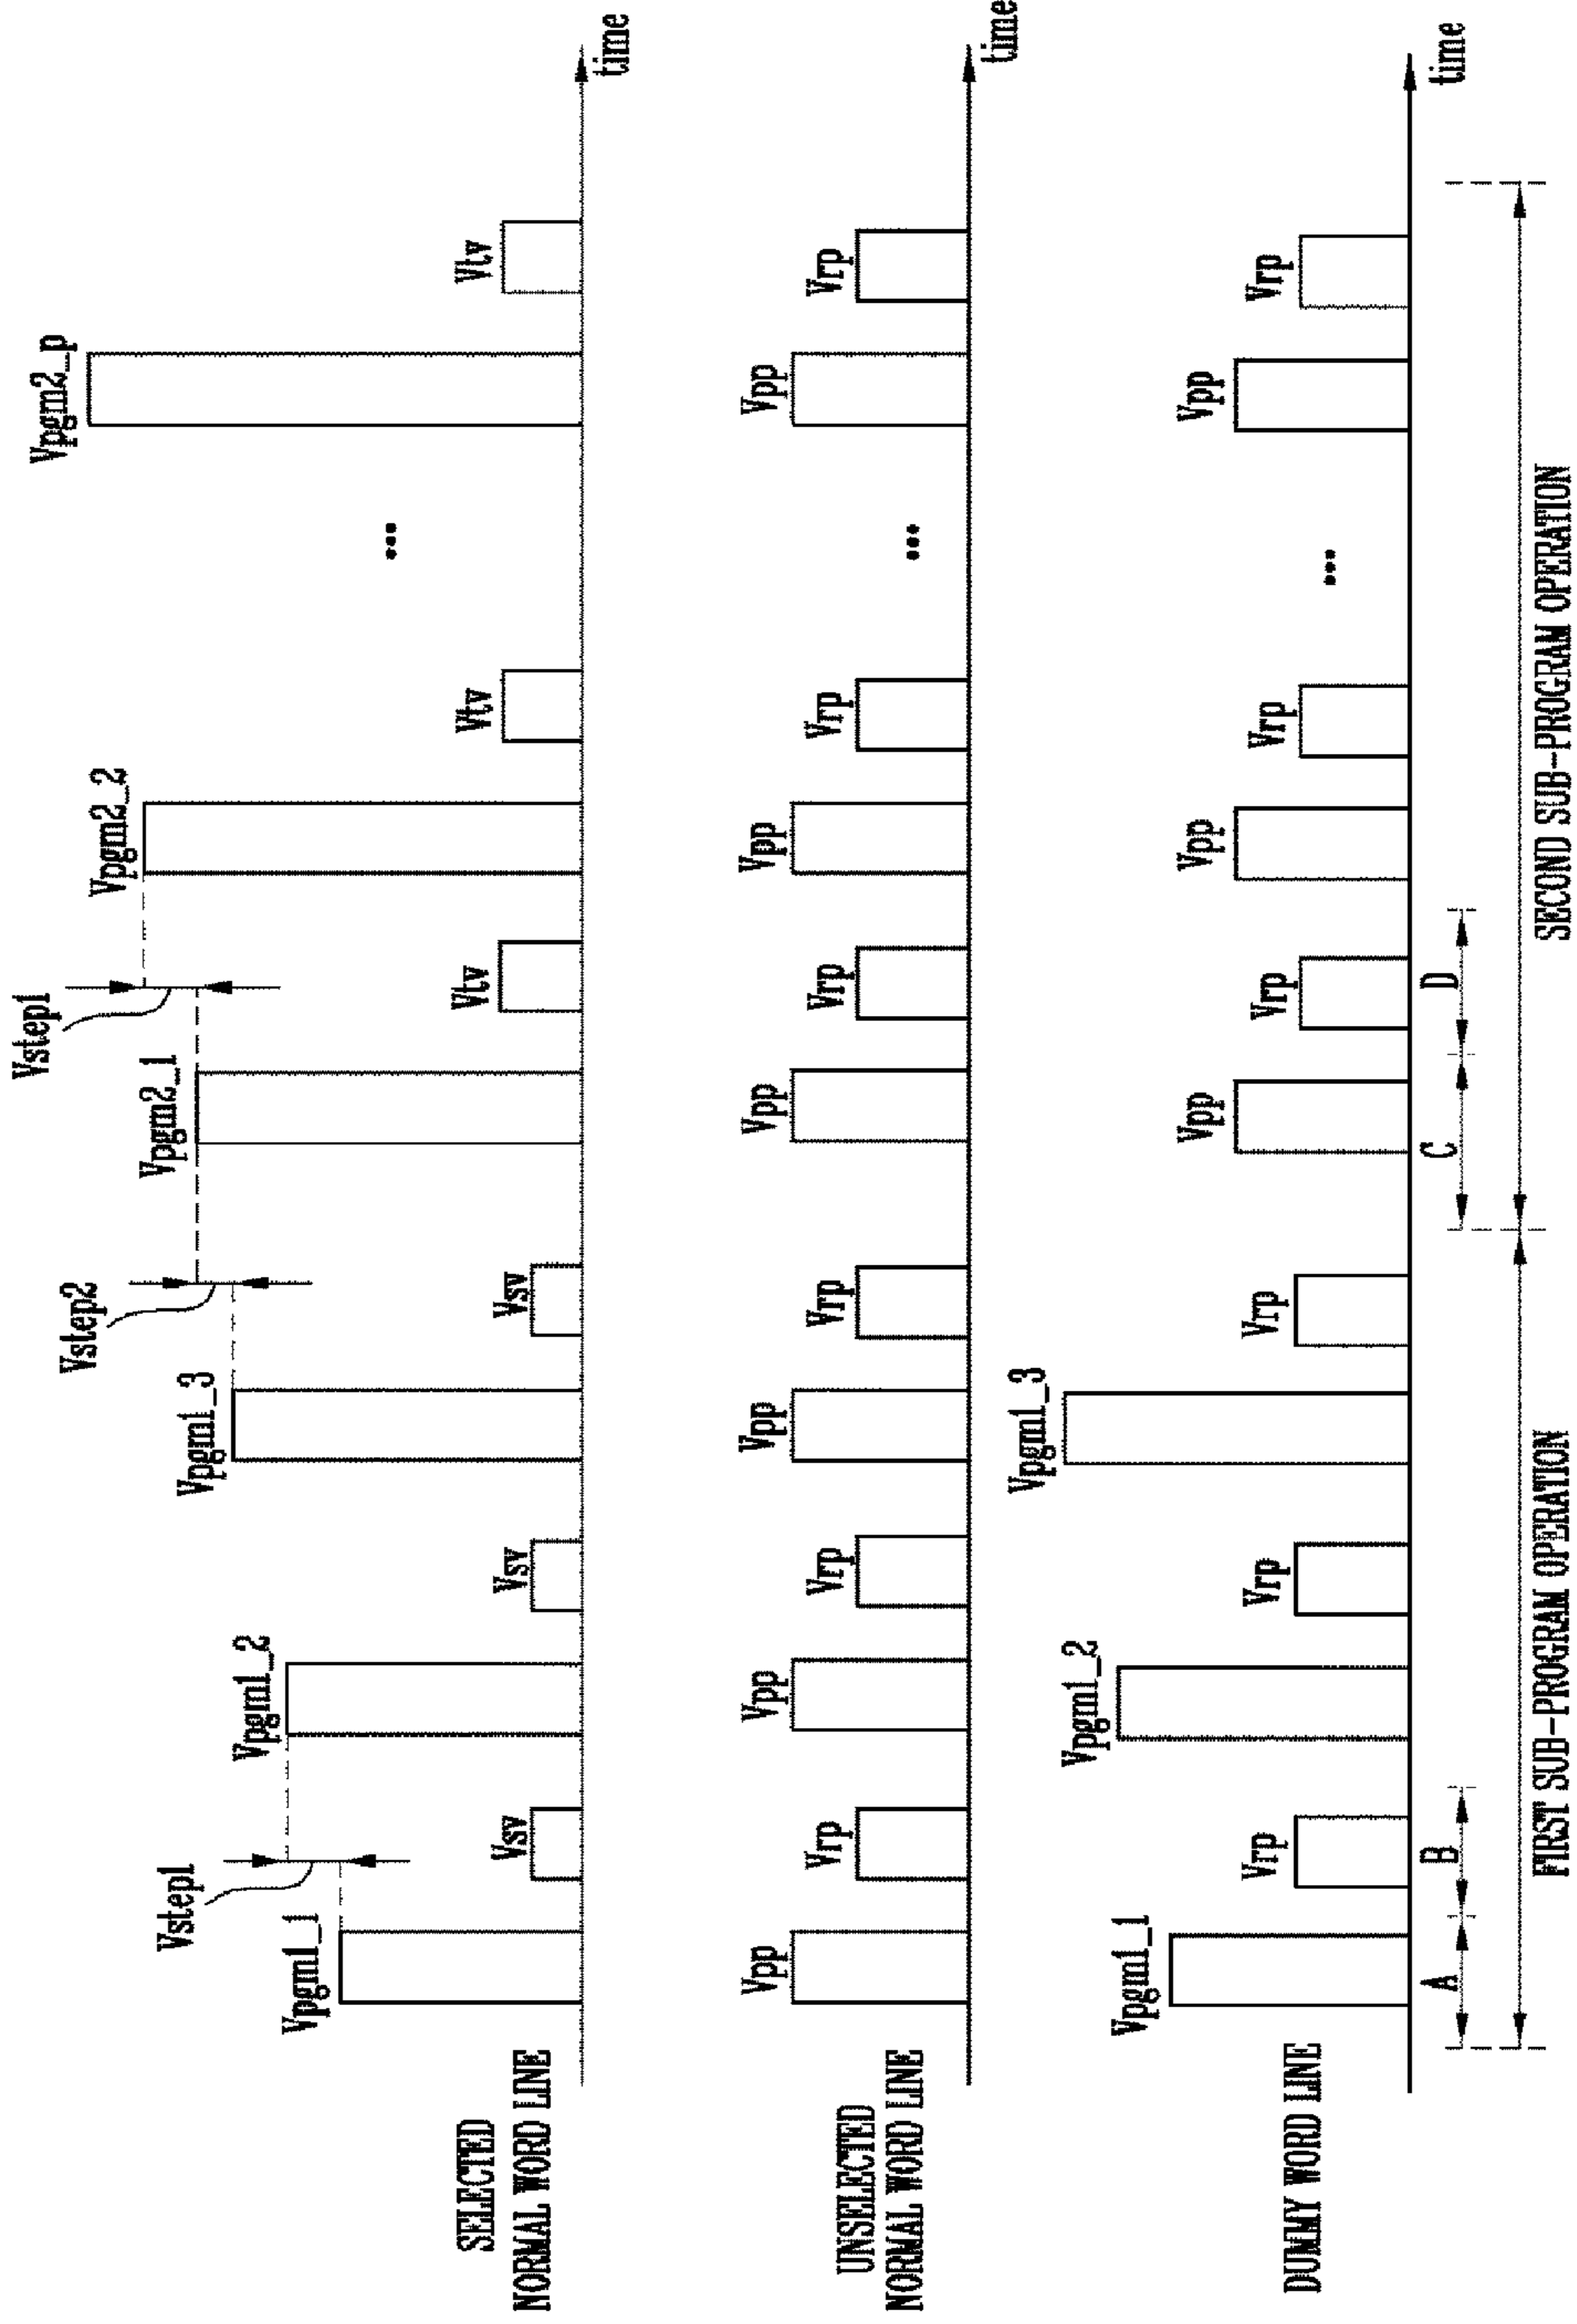 SELECTED
NORMAL WORD LINE
Vpgm1_1
Vstep1
Vsv
Vpgm1_2
Vsv
Vpgm1_3
Vstep2
Vsv
Vpgm2_1
Vstep1
Vtv
Vpgm2_2
Vtv
...
Vpgm2_p
Vtv
time
UNSELECTED
NORMAL WORD LINE
Vpp
Vrp
Vpp
Vrp
Vpp
Vrp
Vpp
Vrp
Vpp
Vrp
...
Vpp
Vrp
time
DUMMY WORD LINE
Vpgm1_1
Vrp
Vpgm1_2
Vrp
Vpgm1_3
Vrp
Vpp
Vrp
Vpp
Vrp
...
Vpp
Vrp
time
A
B
C
D
FIRST SUB-PROGRAM OPERATION
SECOND SUB-PROGRAM OPERATION